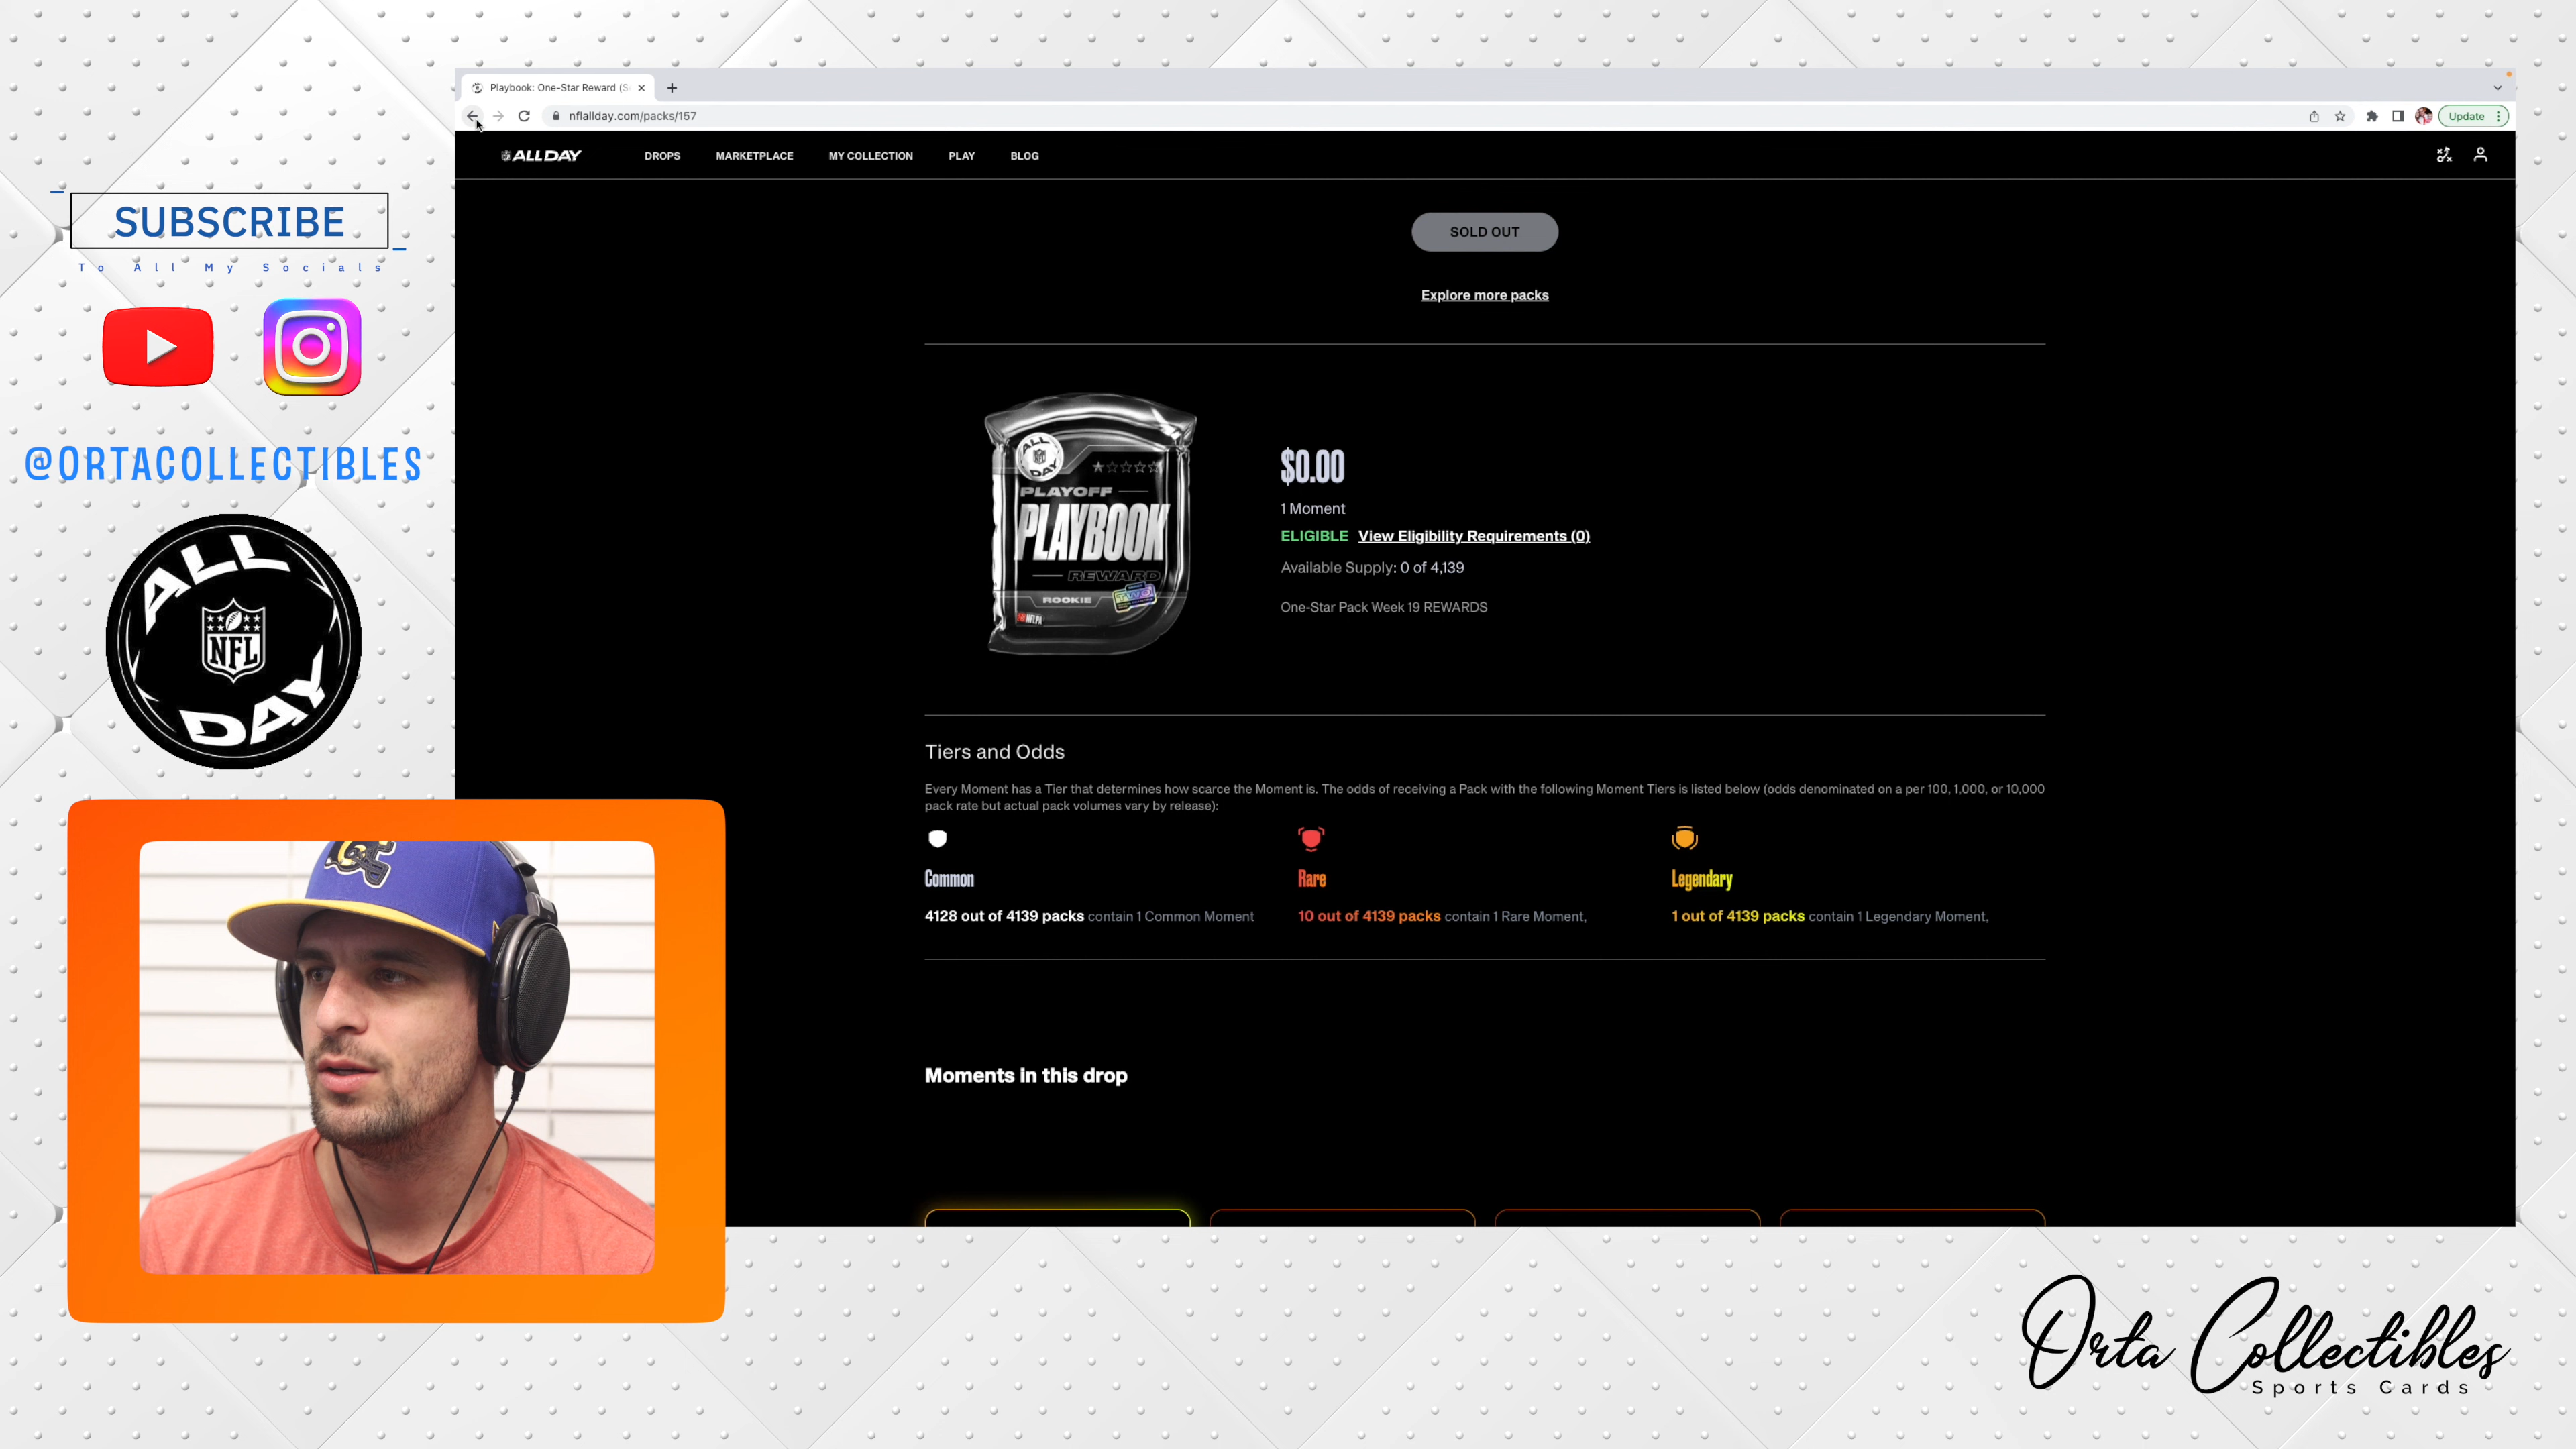 Playbook: One-Star Reward (S
nflallday.com/packs/157
Update
ALL DAY
DROPS
MARKETPLACE
MY COLLECTION
PLAY
BLOG
SUBSCRIBE
To All My Socials
@ORTACOLLECTIBLES
ALL
NFL
DAY
SOLD OUT
Explore more packs
ALL
NFL
DAY
PLAYOFF
PLAYBOOK
REWARD
ROOKIE
NFLPA
$0.00
1 Moment
ELIGIBLE View Eligibility Requirements (0)
Available Supply: 0 of 4,139
One-Star Pack Week 19 REWARDS
Tiers and Odds
Every Moment has a Tier that determines how scarce the Moment is. The odds of receiving a Pack with the following Moment Tiers is listed below (odds denominated on a per 100, 1,000, or 10,000
pack rate but actual pack volumes vary by release):
Common
4128 out of 4139 packs contain 1 Common Moment
Rare
10 out of 4139 packs contain 1 Rare Moment,
Legendary
1 out of 4139 packs contain 1 Legendary Moment,
Moments in this drop
Orta Collectibles
Sports Cards